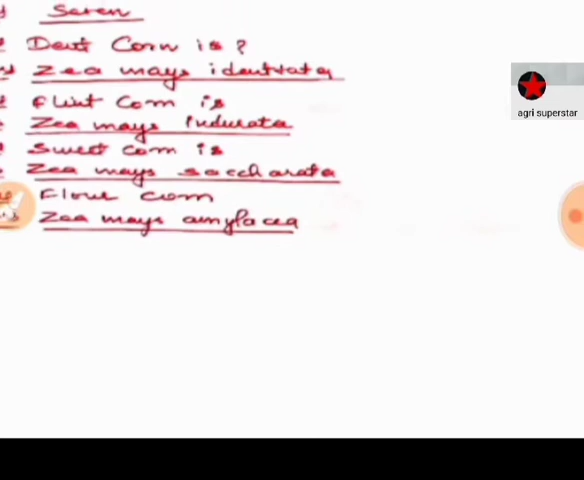 Seven
Dent Corn is ?
Zea mays identata
Flint Corn is
Zea mays Indurata
Sweet Corn is
Zea mays saccharata
Flour corn
Zea mays amylacea
agri superstar